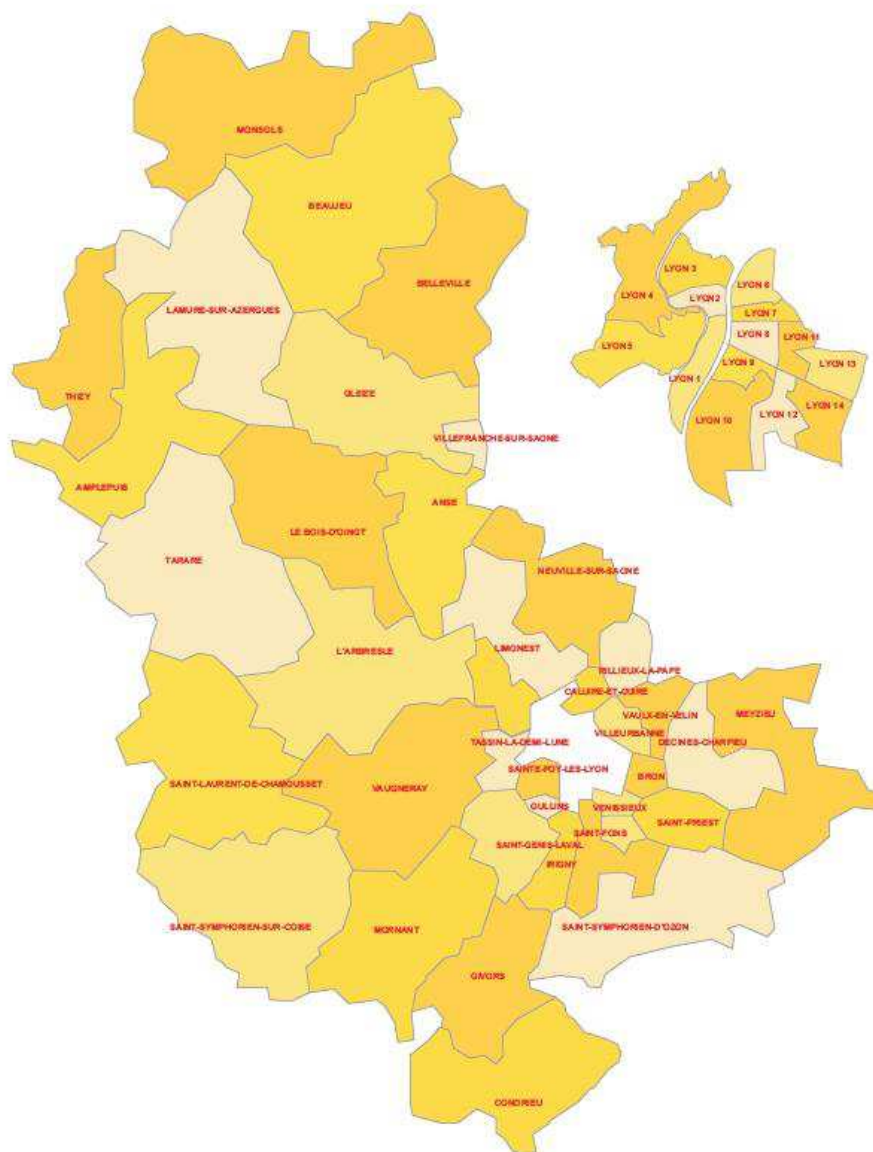 MONSOLS
BEAUJEU
BELLEVILLE
LAMURE-SUR-AZERGUES
THIZY
GLEIZE
VILLEFRANCHE-SUR-SAONE
AMPLEPUIS
ANSE
LE BOIS-D'OINGT
TARARE
NEUVILLE-SUR-SAONE
LIMONEST
L'ARBRESLE
RILLIEUX-LA-PAPE
CALUIRE-ET-CUIRE
VAULX-EN-VELIN
MEYZIEU
VILLEURBANNE
TASSIN-LA-DEMI-LUNE
DECINES-CHARPIEU
SAINTE-FOY-LES-LYON
BRON
SAINT-LAURENT-DE-CHAMOUSSET
VAUGNERAY
OULLINS
VENISSIEUX
SAINT-PRIEST
SAINT-FONS
SAINT-GENIS-LAVAL
IRIGNY
SAINT-SYMPHORIEN-SUR-COISE
MORNANT
SAINT-SYMPHORIEN-D'OZON
GIVORS
CONDRIEU
LYON 3
LYON 6
LYON 4
LYON 2
LYON 7
LYON 8
LYON 11
LYON 5
LYON 9
LYON 13
LYON 1
LYON 14
LYON 12
LYON 10